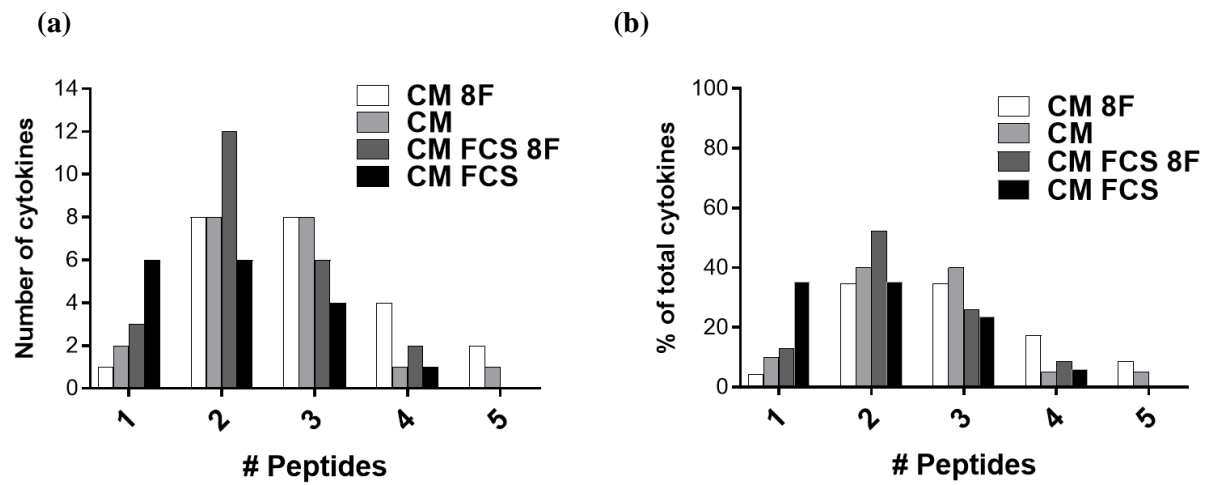 (a)
14
12
10
8
6
4
2
0
Number of cytokines
CM 8F
CM
CM FCS 8F
CM FCS
1 2 3 4 5
# Peptides
(b)
100
80
60
40
20
0
% of total cytokines
CM 8F
CM
CM FCS 8F
CM FCS
1 2 3 4 5
# Peptides